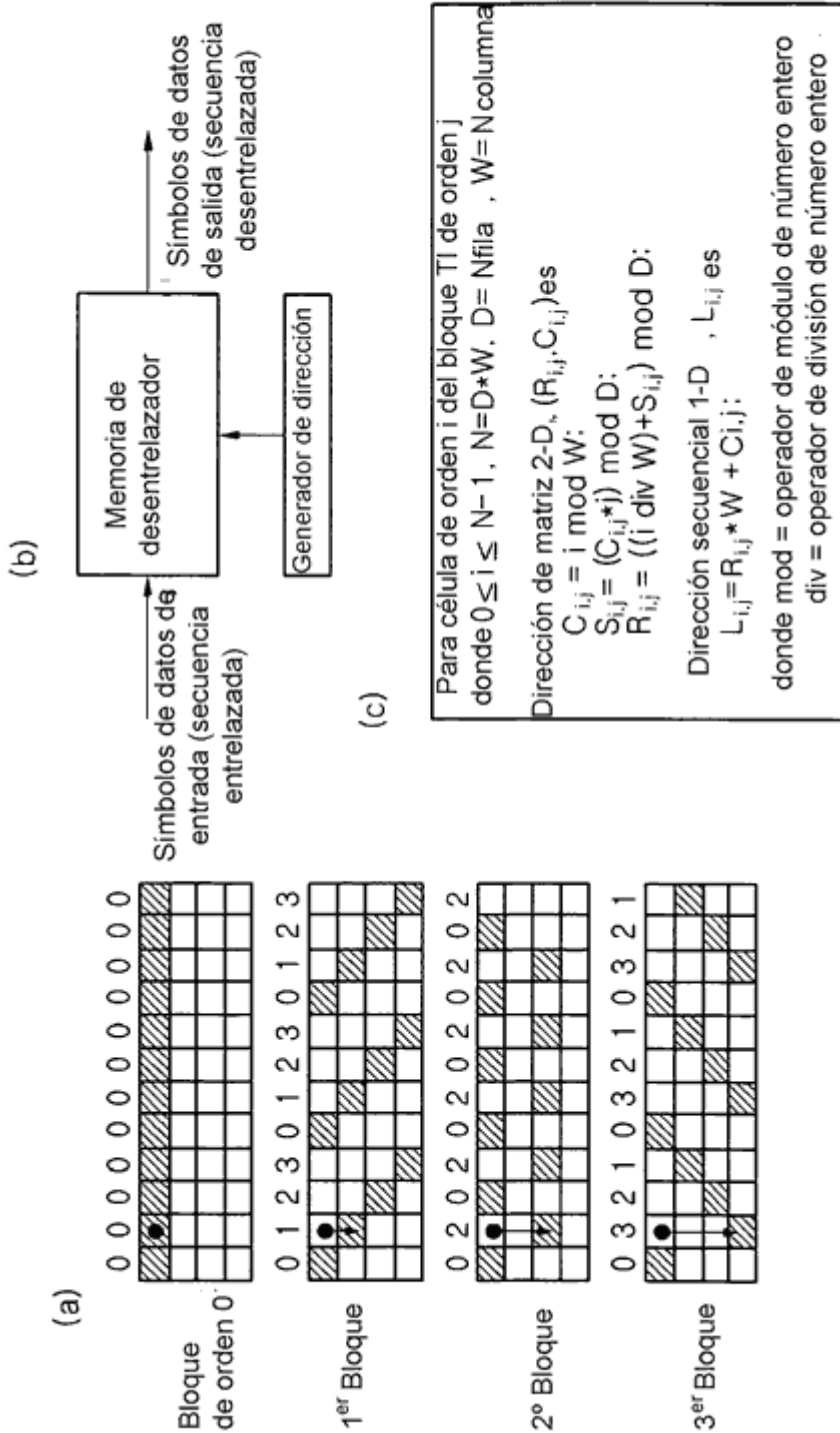 (a)
0 0 0 0 0 0 0 0 0 0 0 0
Bloque
de orden 0
0 1 2 3 0 1 2 3 0 1 2 3
1er Bloque
0 2 0 2 0 2 0 2 0 2 0 2
2º Bloque
0 3 2 1 0 3 2 1 0 3 2 1
3er Bloque
(b)
Símbolos de datos de
entrada (secuencia
entrelazada)
Memoria de
desentrelazador
Símbolos de datos
de salida (secuencia
desentrelazada)
Generador de dirección
(c)
Para célula de orden i del bloque TI de orden j
donde 0≤i≤ N-1, N=D*W, D= Nfila , W=Ncolumna
Dirección de matriz 2-D, (Ri,j,Ci,j)es
Ci,j = i mod W:
Si,j= (Ci,j*j) mod D:
Ri,j = ((i div W)+Si,j) mod D:
Dirección secuencial 1-D , Li,j es
Li,j=Ri,j*W + Ci,j:
donde mod = operador de módulo de número entero
div = operador de división de número entero